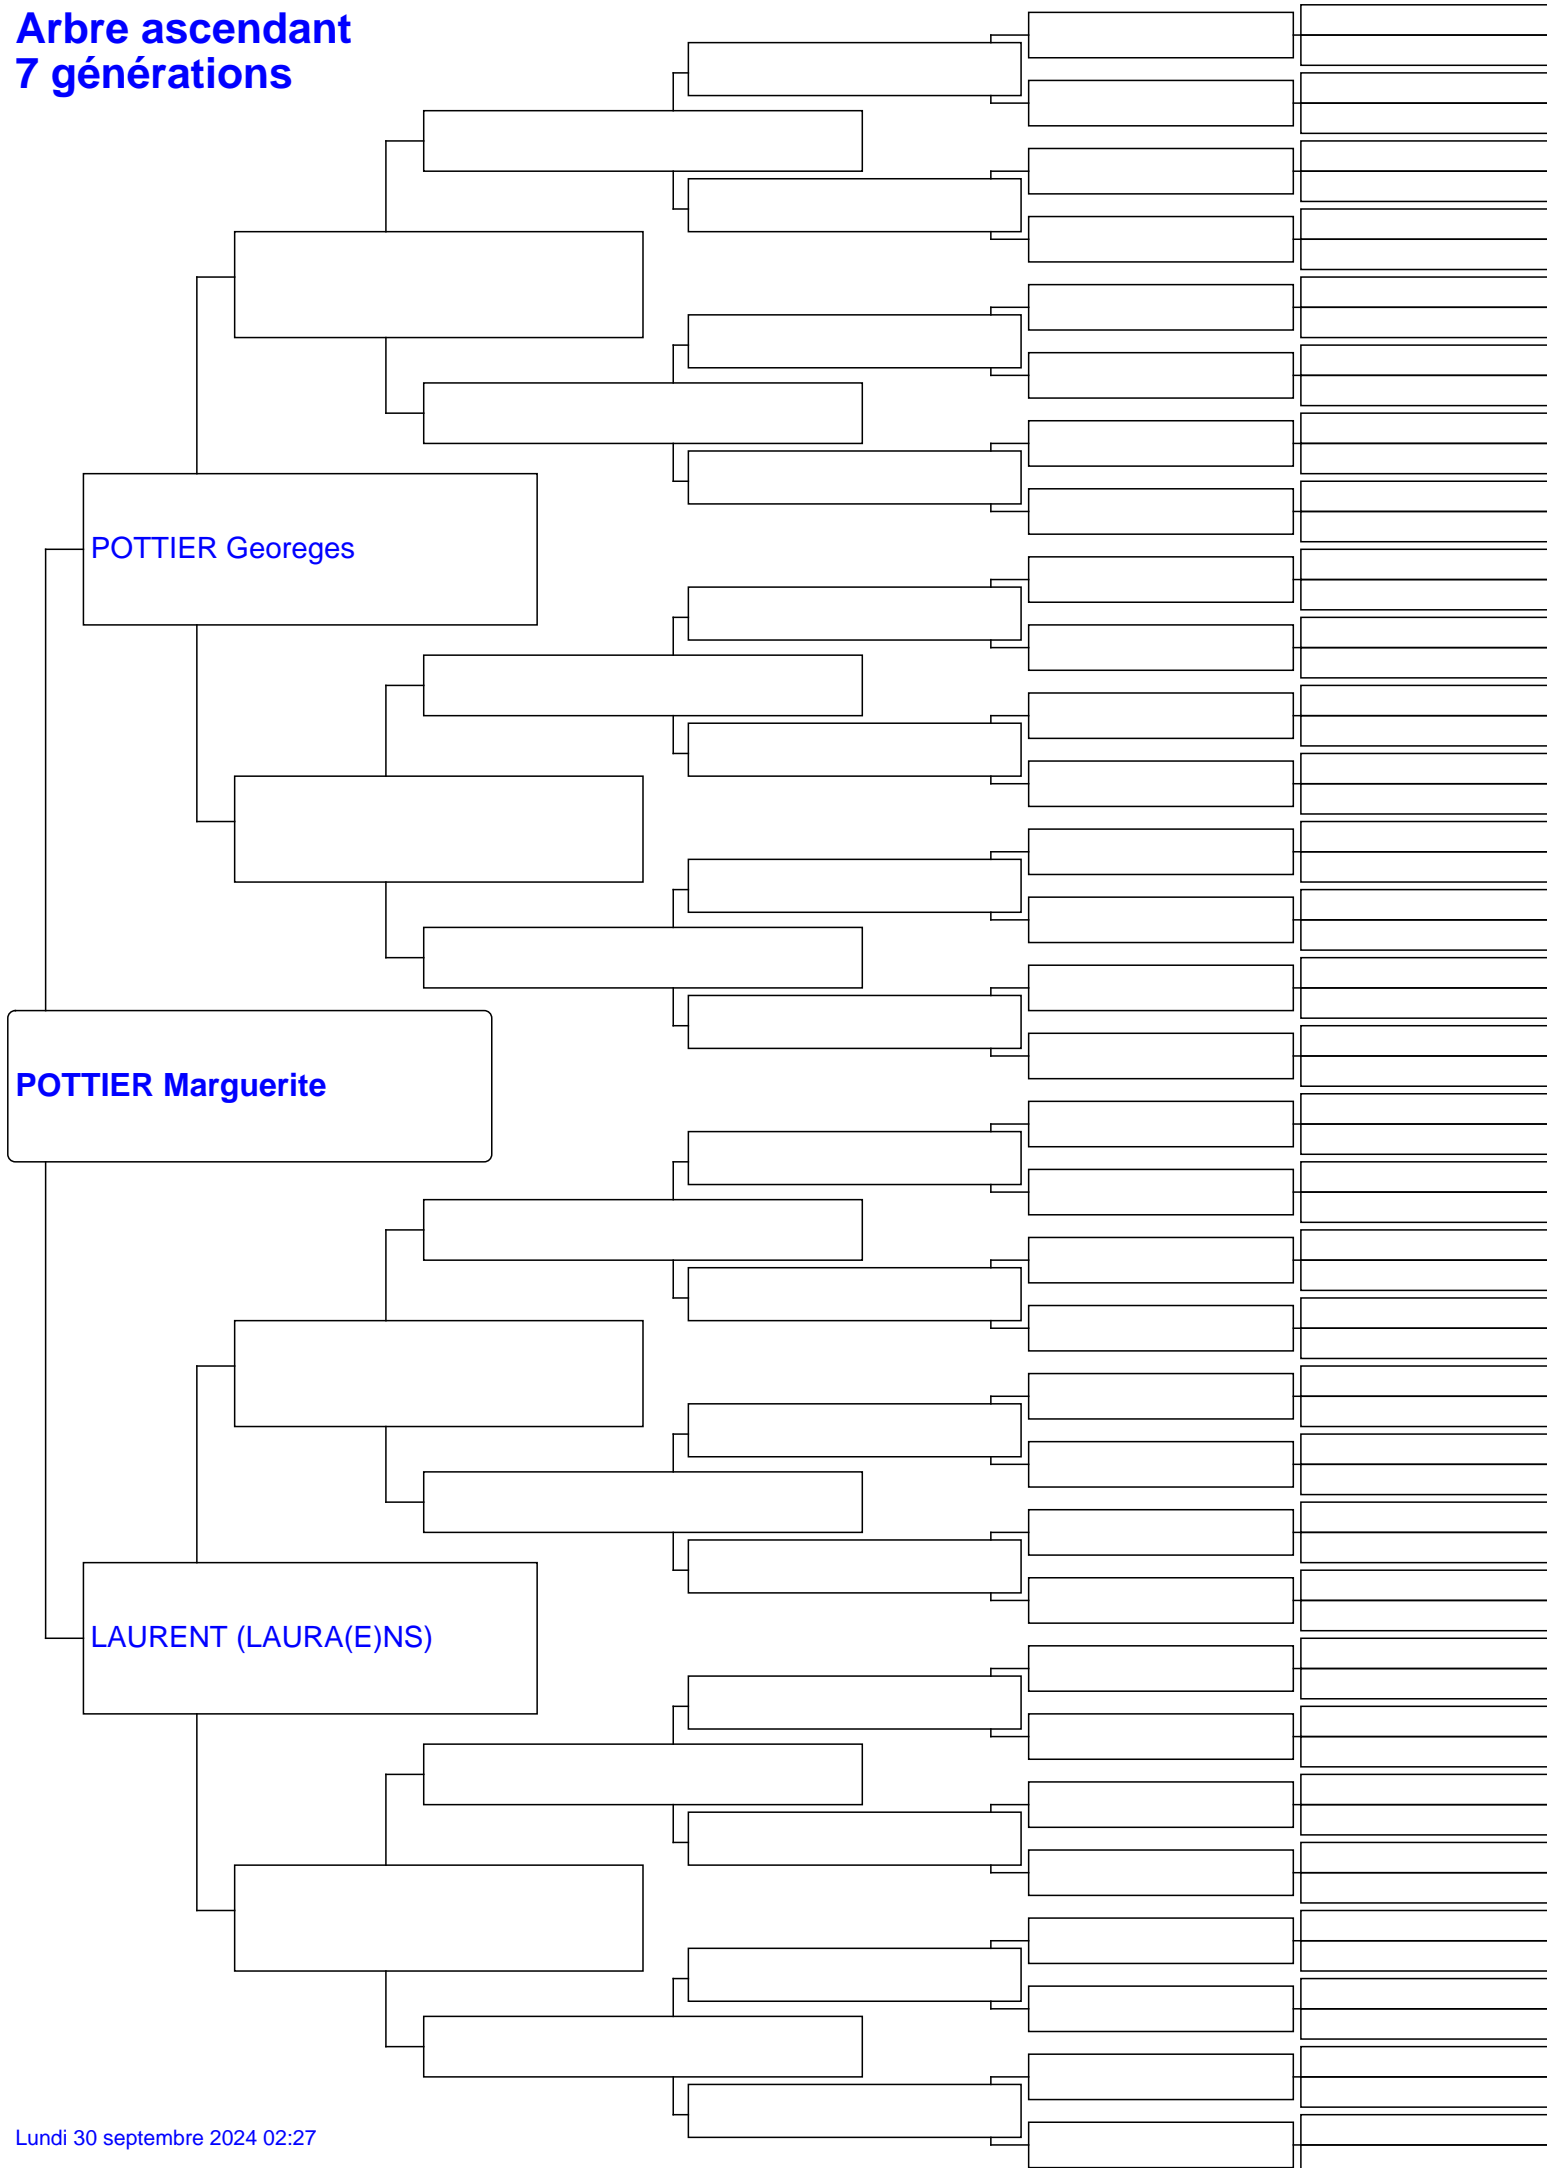 Arbre ascendant
7 générations
POTTIER Georeges
POTTIER Marguerite
LAURENT (LAURA(E)NS)
Lundi 30 septembre 2024 02:27